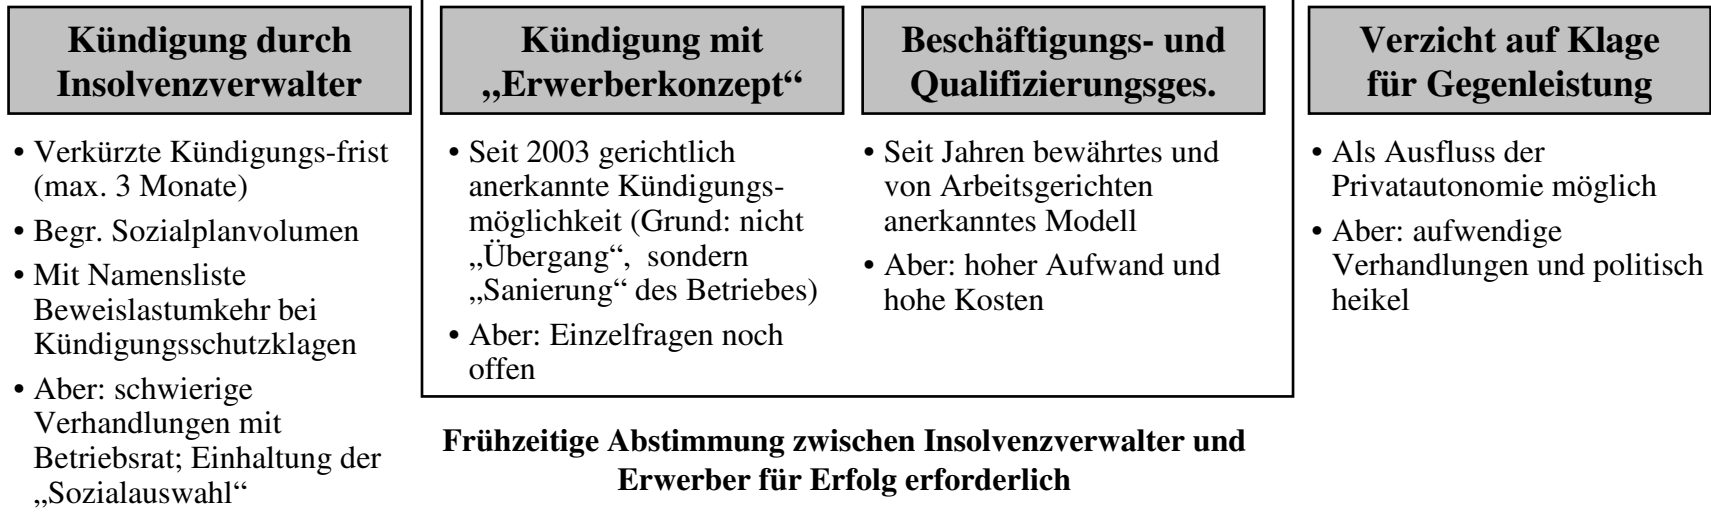 Kündigung durch
Insolvenzverwalter
• Verkürzte Kündigungs-frist
(max. 3 Monate)
• Begr. Sozialplanvolumen
• Mit Namensliste
Beweislastumkehr bei
Kündigungsschutzklagen
• Aber: schwierige
Verhandlungen mit
Betriebsrat; Einhaltung der
„Sozialauswahl“
Kündigung mit
„Erwerberkonzept“
• Seit 2003 gerichtlich
anerkannte Kündigungs-
möglichkeit (Grund: nicht
„Übergang“, sondern
„Sanierung“ des Betriebes)
• Aber: Einzelfragen noch
offen
Beschäftigungs- und
Qualifizierungsges.
• Seit Jahren bewährtes und
von Arbeitsgerichten
anerkanntes Modell
• Aber: hoher Aufwand und
hohe Kosten
Verzicht auf Klage
für Gegenleistung
• Als Ausfluss der
Privatautonomie möglich
• Aber: aufwendige
Verhandlungen und politisch
heikel
Frühzeitige Abstimmung zwischen Insolvenzverwalter und
Erwerber für Erfolg erforderlich